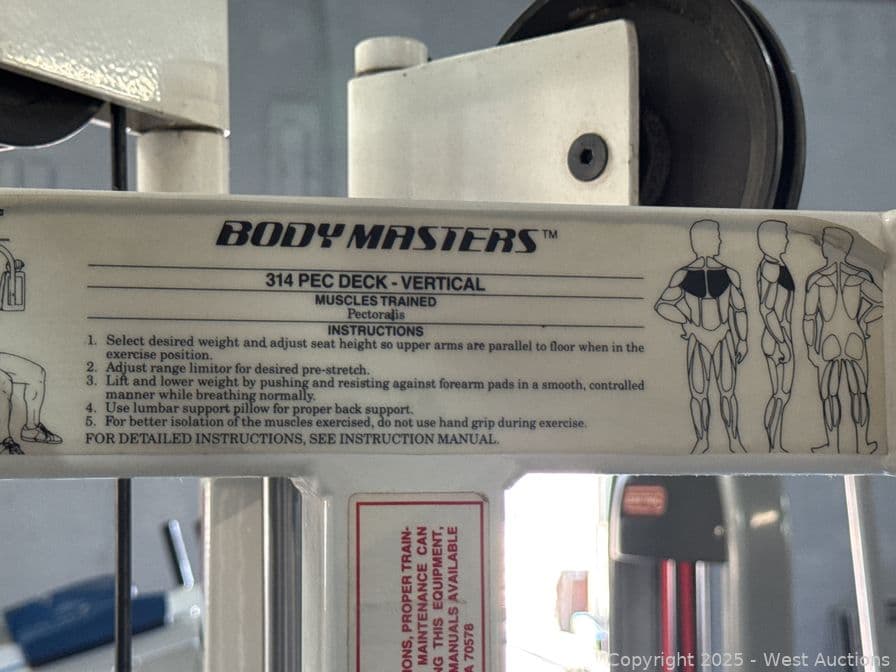 BODY MASTERS™
314 PEC DECK - VERTICAL
MUSCLES TRAINED
Pectoralis
INSTRUCTIONS
1. Select desired weight and adjust seat height so upper arms are parallel to floor when in the
exercise position.
2. Adjust range limitor for desired pre-stretch.
3. Lift and lower weight by pushing and resisting against forearm pads in a smooth, controlled
manner while breathing normally.
4. Use lumbar support pillow for proper back support.
5. For better isolation of the muscles exercised, do not use hand grip during exercise.
FOR DETAILED INSTRUCTIONS, SEE INSTRUCTION MANUAL.
IONS, PROPER TRAIN-
MAINTENANCE CAN
NG THIS EQUIPMENT,
MANUALS AVAILABLE
A 70578
Copyright 2025 - West Auctions